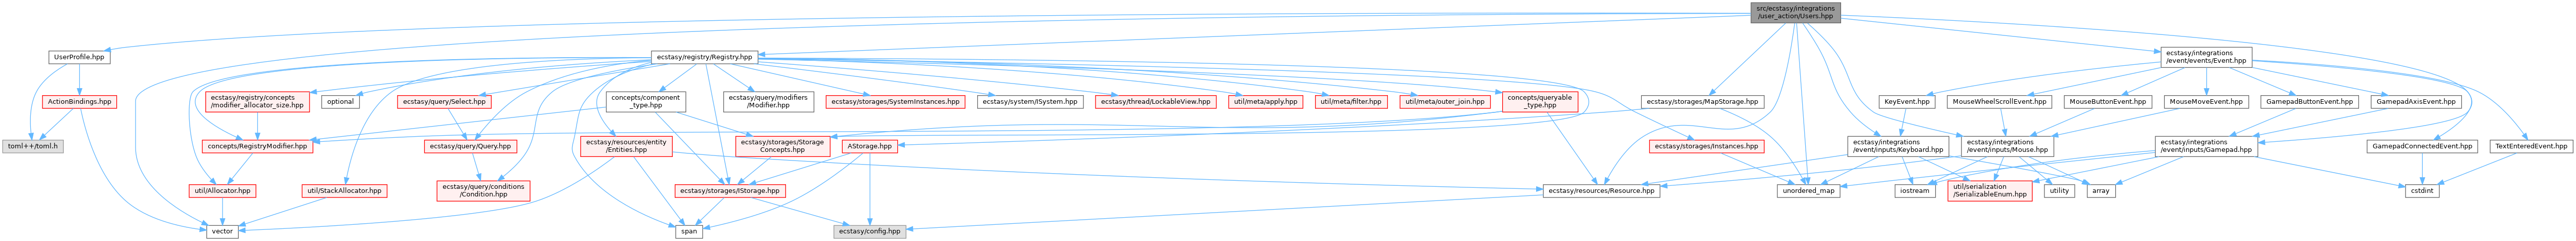 src/ecstasy/integrations
/user_action/Users.hpp
UserProfile.hpp
ecstasy/registry/Registry.hpp
ecstasy/integrations
/event/events/Event.hpp
ActionBindings.hpp
ecstasy/registry/concepts
/modifier_allocator_size.hpp
optional
ecstasy/query/Select.hpp
concepts/component
_type.hpp
ecstasy/query/modifiers
/Modifier.hpp
ecstasy/storages/SystemInstances.hpp
ecstasy/system/ISystem.hpp
ecstasy/thread/LockableView.hpp
util/meta/apply.hpp
util/meta/filter.hpp
util/meta/outer_join.hpp
concepts/queryable
_type.hpp
ecstasy/storages/MapStorage.hpp
KeyEvent.hpp
MouseWheelScrollEvent.hpp
MouseButtonEvent.hpp
MouseMoveEvent.hpp
GamepadButtonEvent.hpp
GamepadAxisEvent.hpp
toml++/toml.h
concepts/RegistryModifier.hpp
ecstasy/query/Query.hpp
ecstasy/resources/entity
/Entities.hpp
ecstasy/storages/Storage
Concepts.hpp
AStorage.hpp
ecstasy/storages/Instances.hpp
ecstasy/integrations
/event/inputs/Keyboard.hpp
ecstasy/integrations
/event/inputs/Mouse.hpp
ecstasy/integrations
/event/inputs/Gamepad.hpp
GamepadConnectedEvent.hpp
TextEnteredEvent.hpp
util/Allocator.hpp
util/StackAllocator.hpp
ecstasy/query/conditions
/Condition.hpp
ecstasy/storages/IStorage.hpp
ecstasy/resources/Resource.hpp
unordered_map
iostream
util/serialization
/SerializableEnum.hpp
utility
array
cstdint
vector
span
ecstasy/config.hpp